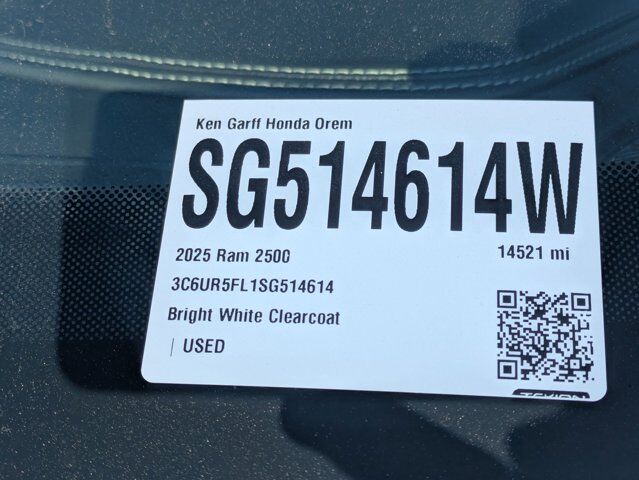 Ken Garff Honda Orem
SG514614W
2025 Ram 2500
14521 mi
3C6UR5FL1SG514614
Bright White Clearcoat
| USED